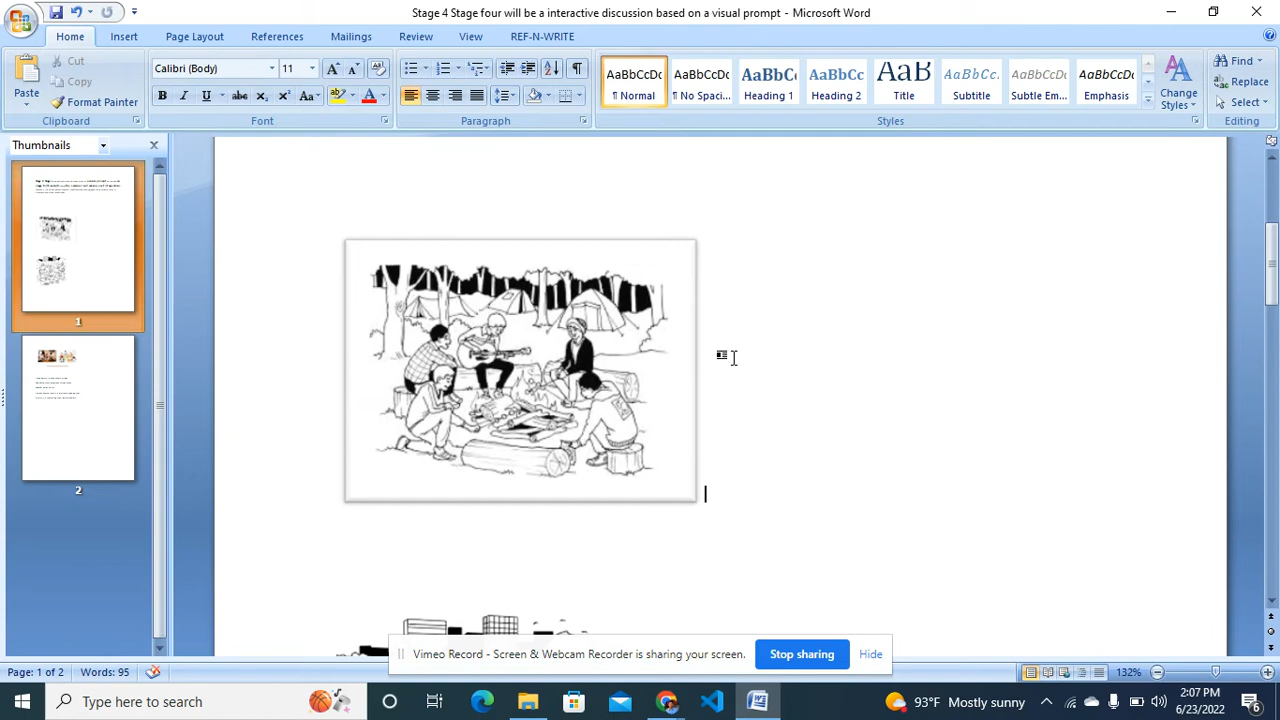 Stage 4 Stage four will be a interactive discussion based on a visual prompt - Microsoft Word
Home Insert Page Layout References Mailings Review View REF-N-WRITE
Paste
Cut
Copy
Format Painter
Clipboard
Calibri (Body) 11
Font
Paragraph
AaBbCcDc AaBbCcDc AaBbCc AaBbCc AaB AaBbCc. AaBbCcDc AaBbCcDc
¶ Normal ¶ No Spaci... Heading 1 Heading 2 Title Subtitle Subtle Em... Emphasis
Styles
Change Styles
Find
Replace
Select
Editing
Thumbnails
1
2
Vimeo Record - Screen & Webcam Recorder is sharing your screen. Stop sharing Hide
Page: 1 of 2 Words: 95 132%
Type here to search
93°F Mostly sunny
2:07 PM
6/23/2022
6